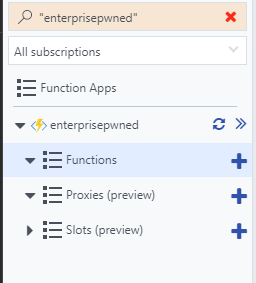 "enterprisepwned"
All subscriptions
Function Apps
enterprisepwned
Functions
Proxies (preview)
Slots (preview)